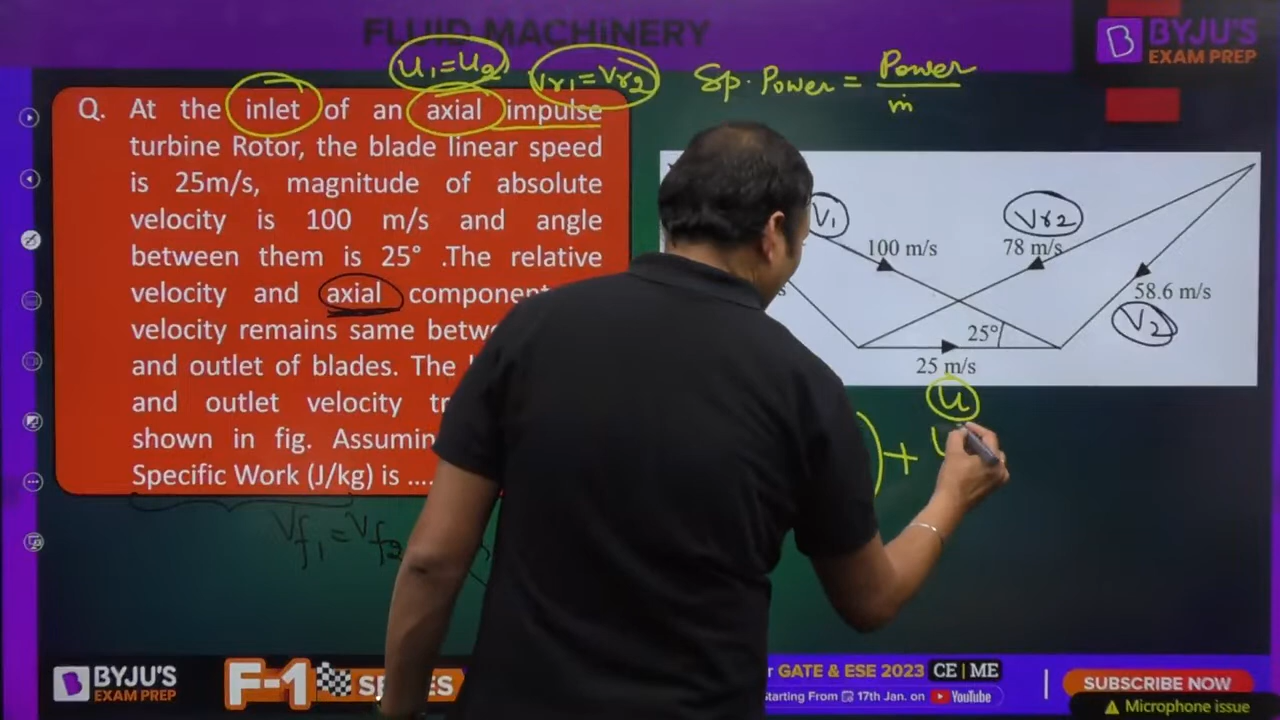 FLUID MACHINERY
BYJU'S
EXAM PREP
u1=u2
Vr1=Vr2
Sp. Power = Power
ṁ
Q. At the inlet of an axial impulse
turbine Rotor, the blade linear speed
is 25m/s, magnitude of absolute
velocity is 100 m/s and angle
between them is 25° .The relative
velocity and axial
velocity remains same
and outlet of blades. The
and outlet velocity
shown in fig.
Specific Work (J/kg) is ....
V1
100 m/s
Vr2
78 m/s
58.6 m/s
V2
25°
25 m/s
u
) +
Vf1=Vf2
BYJU'S
EXAM PREP
F-1
GATE & ESE 2023 CE|ME
Starting From 17th Jan. on YouTube
SUBSCRIBE NOW
Microphone issue